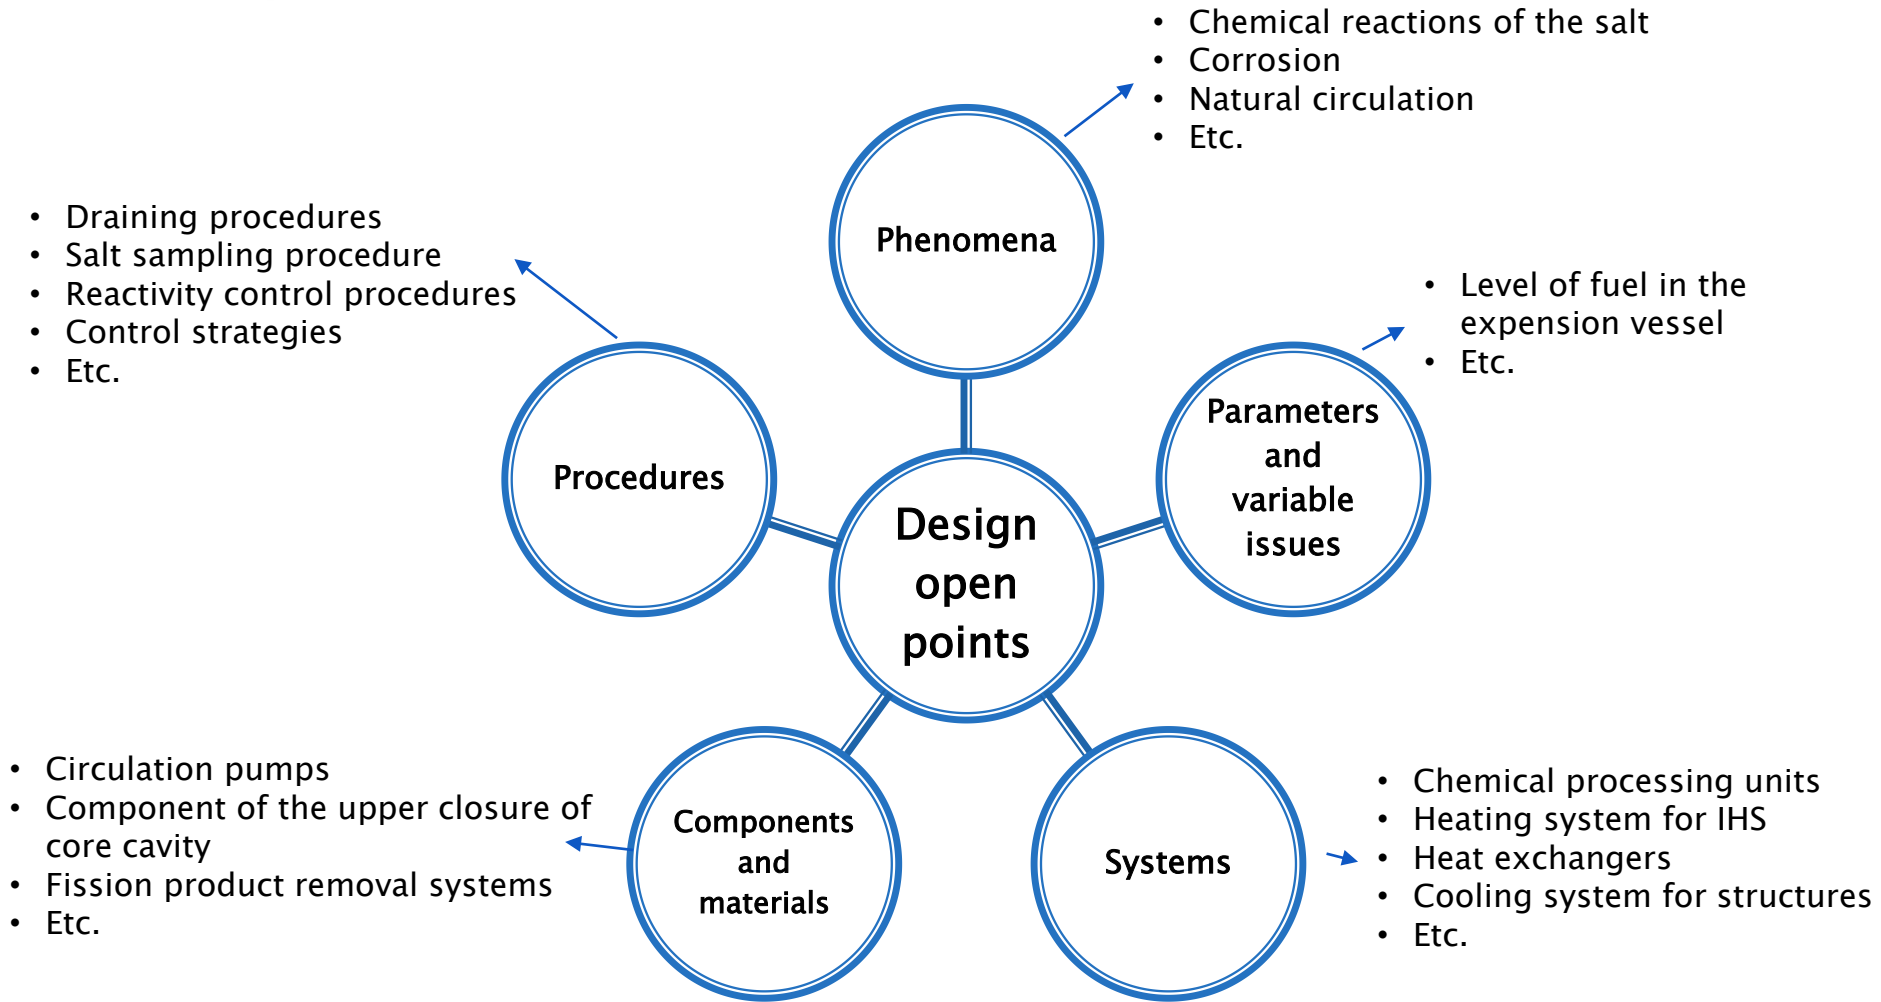 • Chemical reactions of the salt
• Corrosion
• Natural circulation
• Etc.
Phenomena
• Draining procedures
• Salt sampling procedure
• Reactivity control procedures
• Control strategies
• Etc.
Procedures
• Level of fuel in the
expension vessel
• Etc.
Parameters
and
variable
issues
Design
open
points
• Circulation pumps
• Component of the upper closure of
core cavity
• Fission product removal systems
• Etc.
Components
and
materials
Systems
• Chemical processing units
• Heating system for IHS
• Heat exchangers
• Cooling system for structures
• Etc.